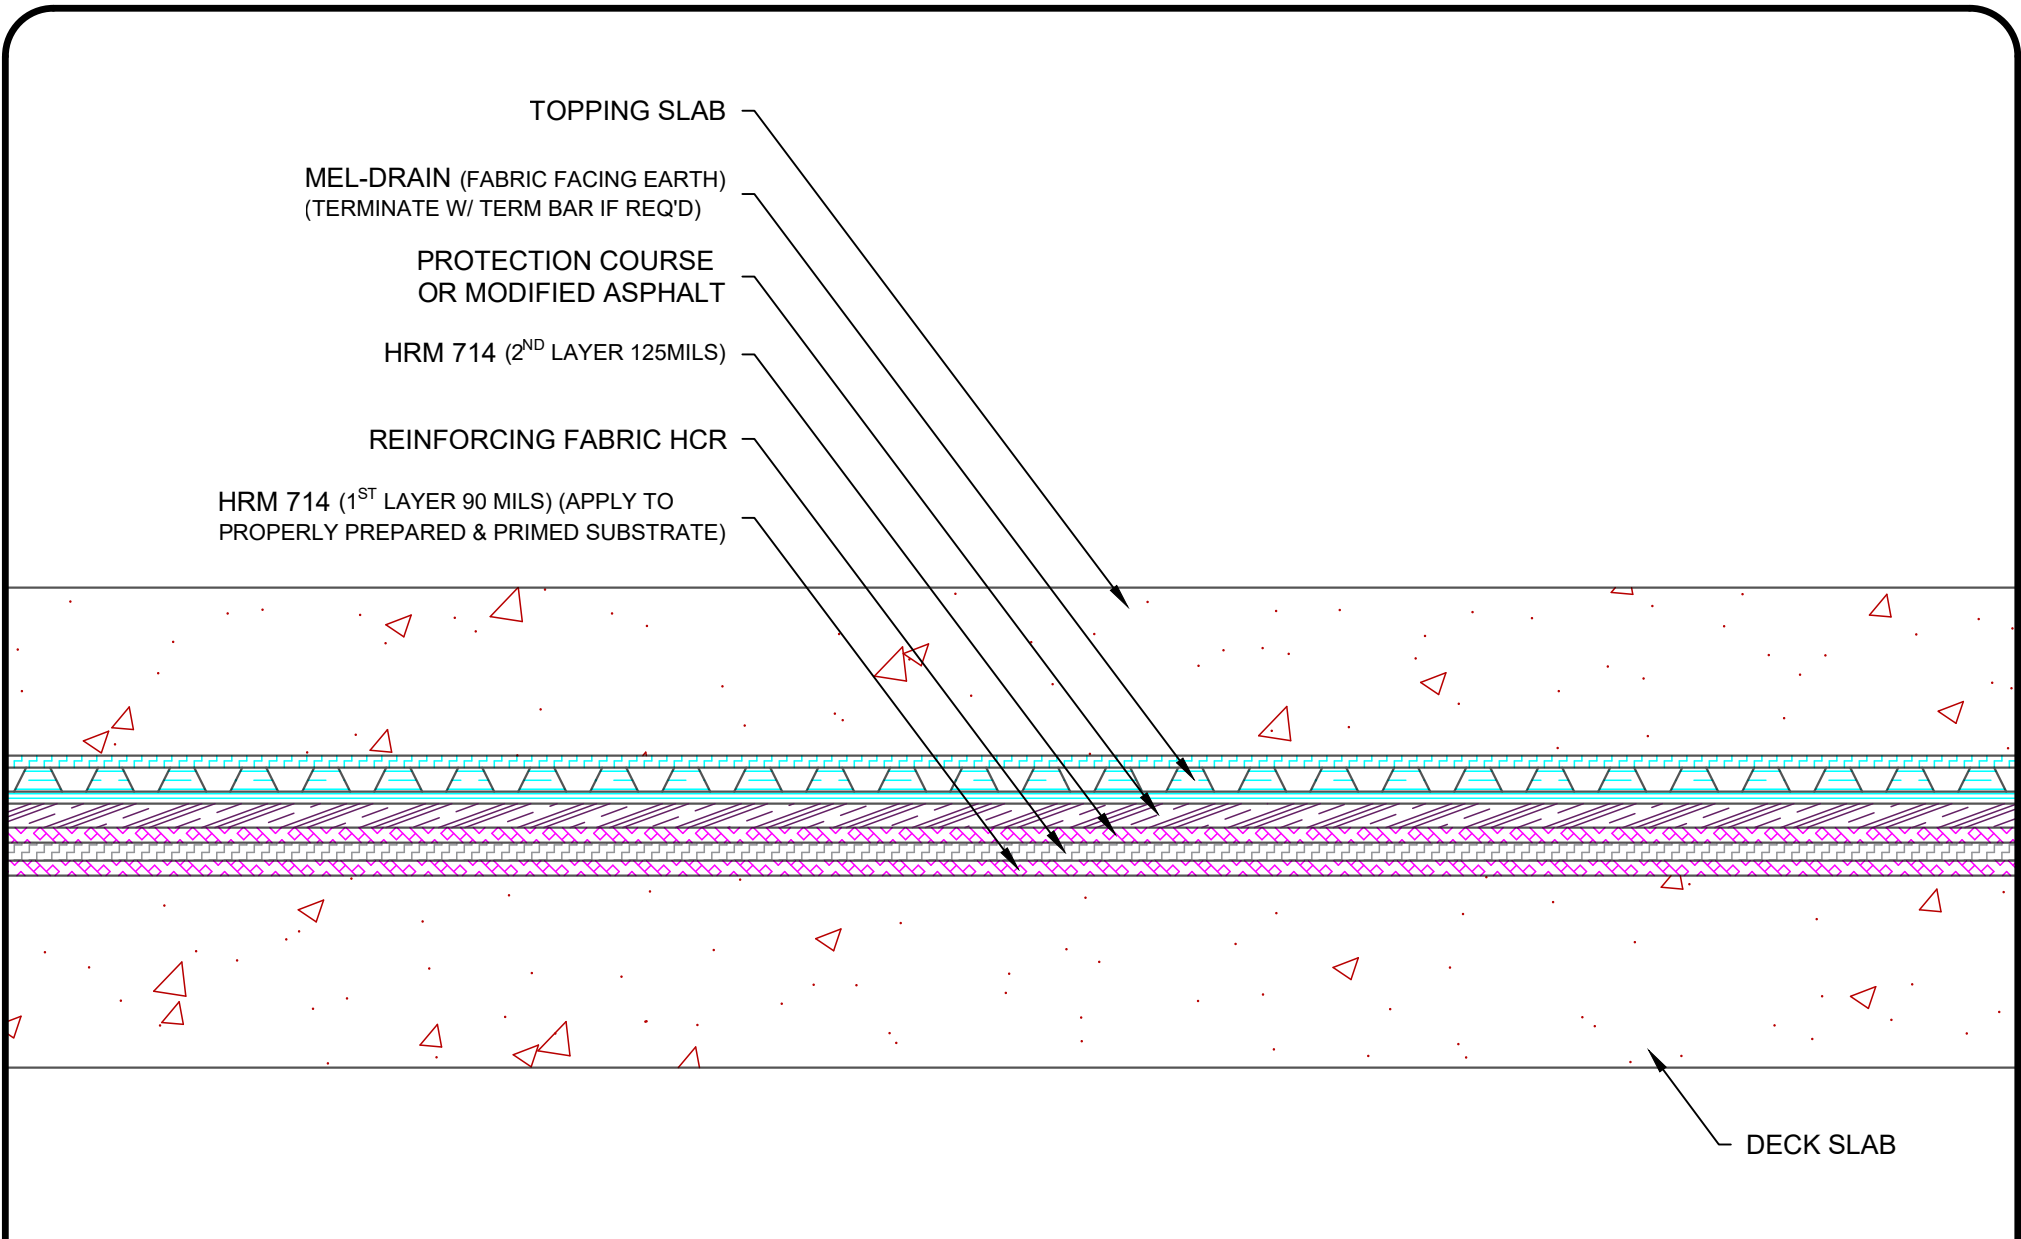 TOPPING SLAB
MEL-DRAIN (FABRIC FACING EARTH)
(TERMINATE W/ TERM BAR IF REQ'D)
PROTECTION COURSE
OR MODIFIED ASPHALT
HRM 714 (2ND LAYER 125MILS)
REINFORCING FABRIC HCR
HRM 714 (1ST LAYER 90 MILS) (APPLY TO
PROPERLY PREPARED & PRIMED SUBSTRATE)
DECK SLAB